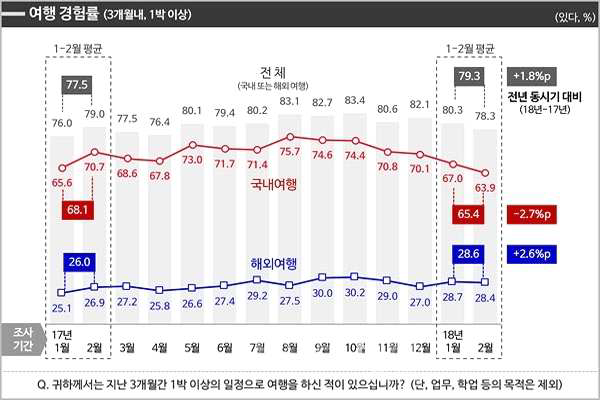 여행 경험률 (3개월내, 1박 이상)
(있다, %)
1-2월 평균
1-2월 평균
77.5
전 체
(국내 또는 해외 여행)
79.3
+1.8%p
전년 동시기 대비
(18년-17년)
76.0 79.0 77.5 76.4 80.1 79.4 80.2 83.1 82.7 83.4 80.6 82.1 80.3 78.3
65.6 70.7 68.6 67.8 73.0 71.7 71.4 75.7 74.6 74.4 70.8 70.1 67.0 63.9
국내여행
68.1
65.4
-2.7%p
26.0
해외여행
28.6
+2.6%p
25.1 26.9 27.2 25.8 26.6 27.4 29.2 27.5 30.0 30.2 29.0 27.0 28.7 28.4
조사
기간
17년
18년
1월 2월 3월 4월 5월 6월 7월 8월 9월 10월 11월 12월 1월 2월
Q. 귀하께서는 지난 3개월간 1박 이상의 일정으로 여행을 하신 적이 있으십니까? (단, 업무, 학업 등의 목적은 제외)